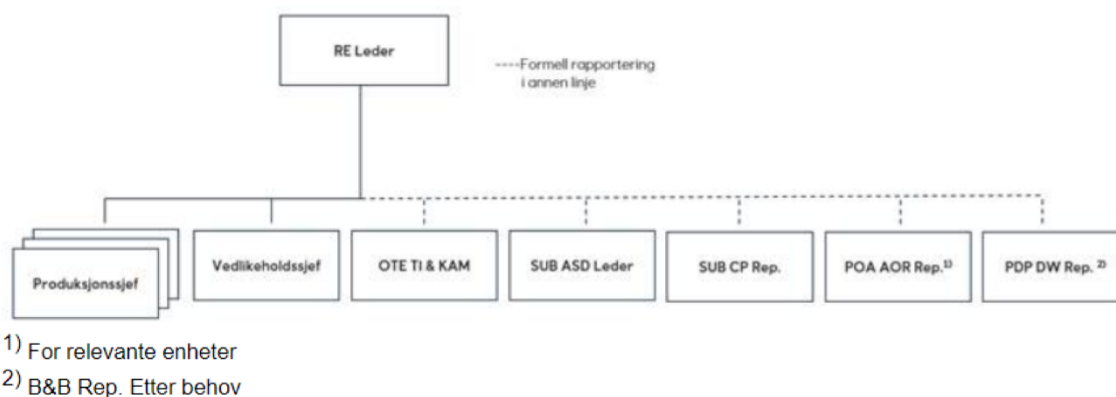 RE Leder
----Formell rapportering
i annen linje
Produksjonssjef
Vedlikeholdssjef
OTE TI & KAM
SUB ASD Leder
SUB CP Rep.
POA AOR Rep.¹⁾
PDP DW Rep. ²⁾
1) For relevante enheter
2) B&B Rep. Etter behov